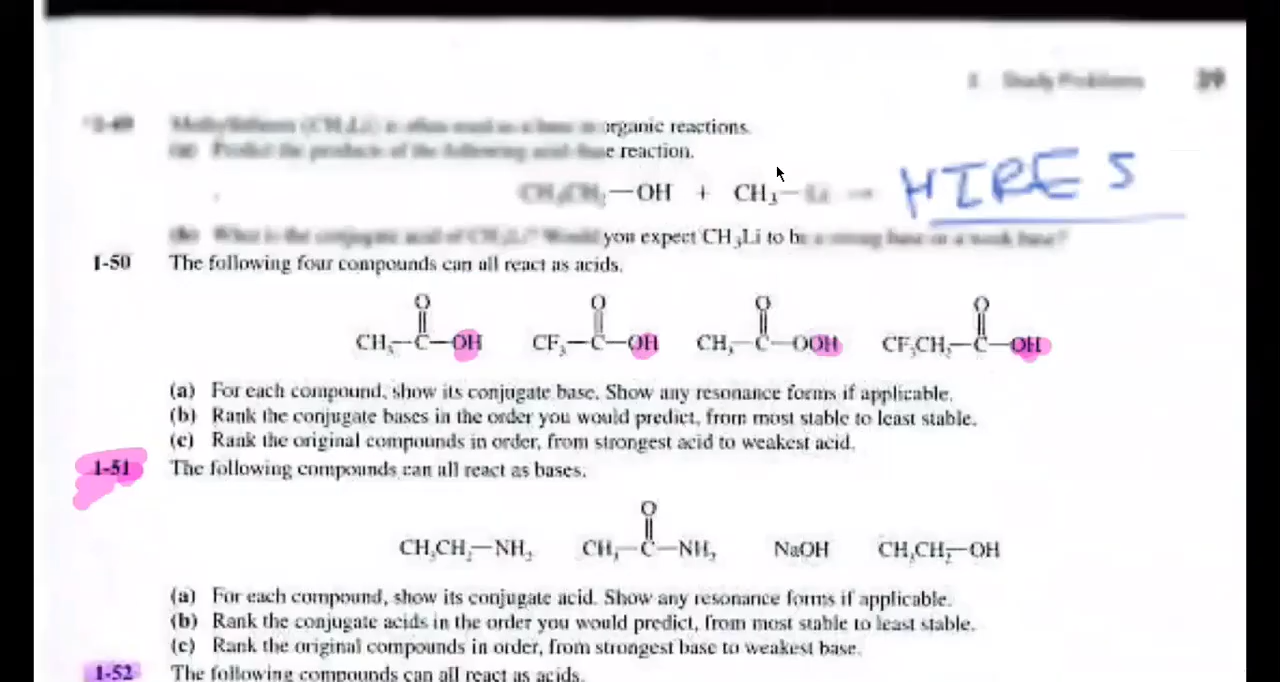 Study Problems 39
organic reactions.
reaction.
—OH + CH₃—
HIRES
you expect CH₃Li to be
1-50 The following four compounds can all react as acids.
O O O O
CH₃—C—OH CF₃—C—OH CH₃—C—OOH CF₃CH₂—C—OH
(a) For each compound, show its conjugate base. Show any resonance forms if applicable.
(b) Rank the conjugate bases in the order you would predict, from most stable to least stable.
(c) Rank the original compounds in order, from strongest acid to weakest acid.
1-51 The following compounds can all react as bases.
O
CH₃CH₂—NH₂ CH₃—C—NH₂ NaOH CH₃CH₂—OH
(a) For each compound, show its conjugate acid. Show any resonance forms if applicable.
(b) Rank the conjugate acids in the order you would predict, from most stable to least stable.
(c) Rank the original compounds in order, from strongest base to weakest base.
1-52 The following compounds can all react as acids.